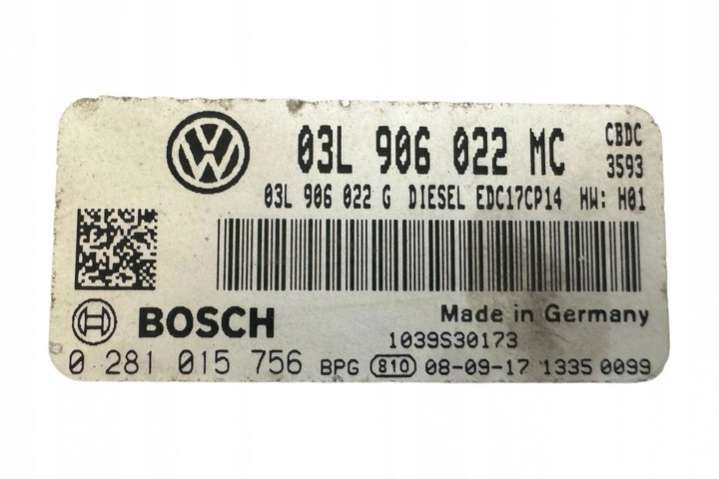 03L 906 022 MC CBDC
3593
03L 906 022 G DIESEL EDC17CP14 HW: H01
BOSCH Made in Germany
1039S30173
0 281 015 756 BPG 810 08-09-17 1335 0099